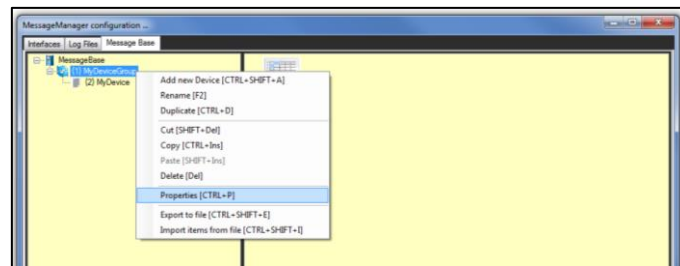 MessageManager configuration ...
Interfaces Log Files Message Base
MessageBase
(1) MyDeviceGroup
(2) MyDevice
Add new Device [CTRL+SHIFT+A]
Rename [F2]
Duplicate [CTRL+D]
Cut [SHIFT+Del]
Copy [CTRL+Ins]
Paste [SHIFT+Ins]
Delete [Del]
Properties [CTRL+P]
Export to file [CTRL+SHIFT+E]
Import items from file [CTRL+SHIFT+I]